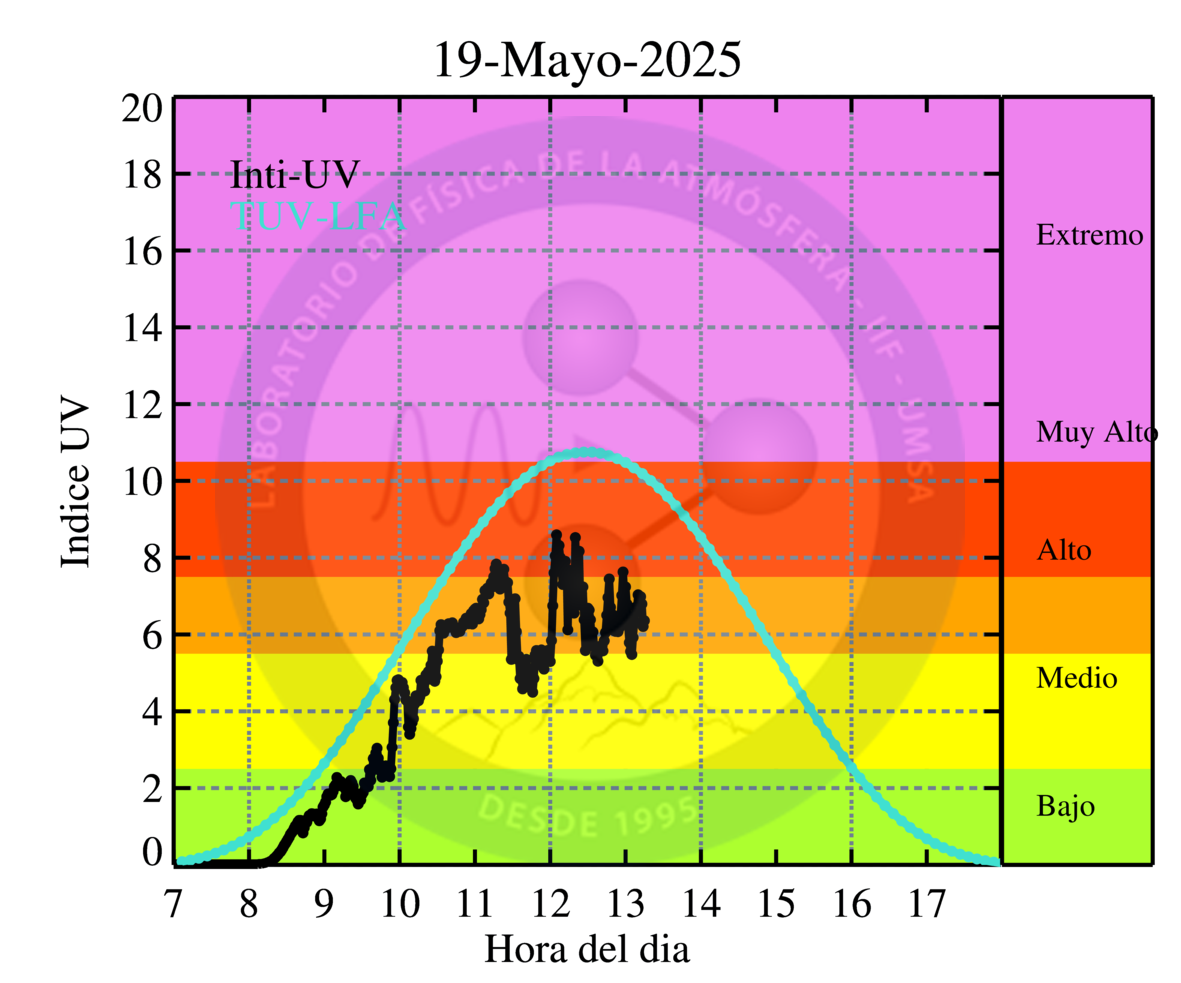 19-Mayo-2025
20
18
16
14
12
10
8
6
4
2
0
Indice UV
Inti-UV
TUV-LFA
LABORATORIO DE FÍSICA DE LA ATMÓSFERA - IIF - UMSA
DESDE 1995
Extremo
Muy Alto
Alto
Medio
Bajo
7 8 9 10 11 12 13 14 15 16 17
Hora del dia